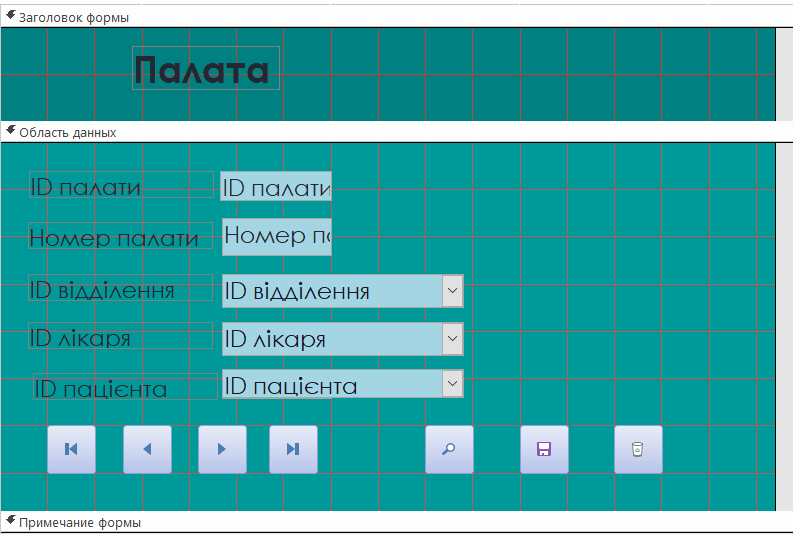 Заголовок формы
Палата
Область данных
ID палати ID палати
Номер палати Номер п
ID відділення ID відділення
ID лікаря ID лікаря
ID пацієнта ID пацієнта
Примечание формы